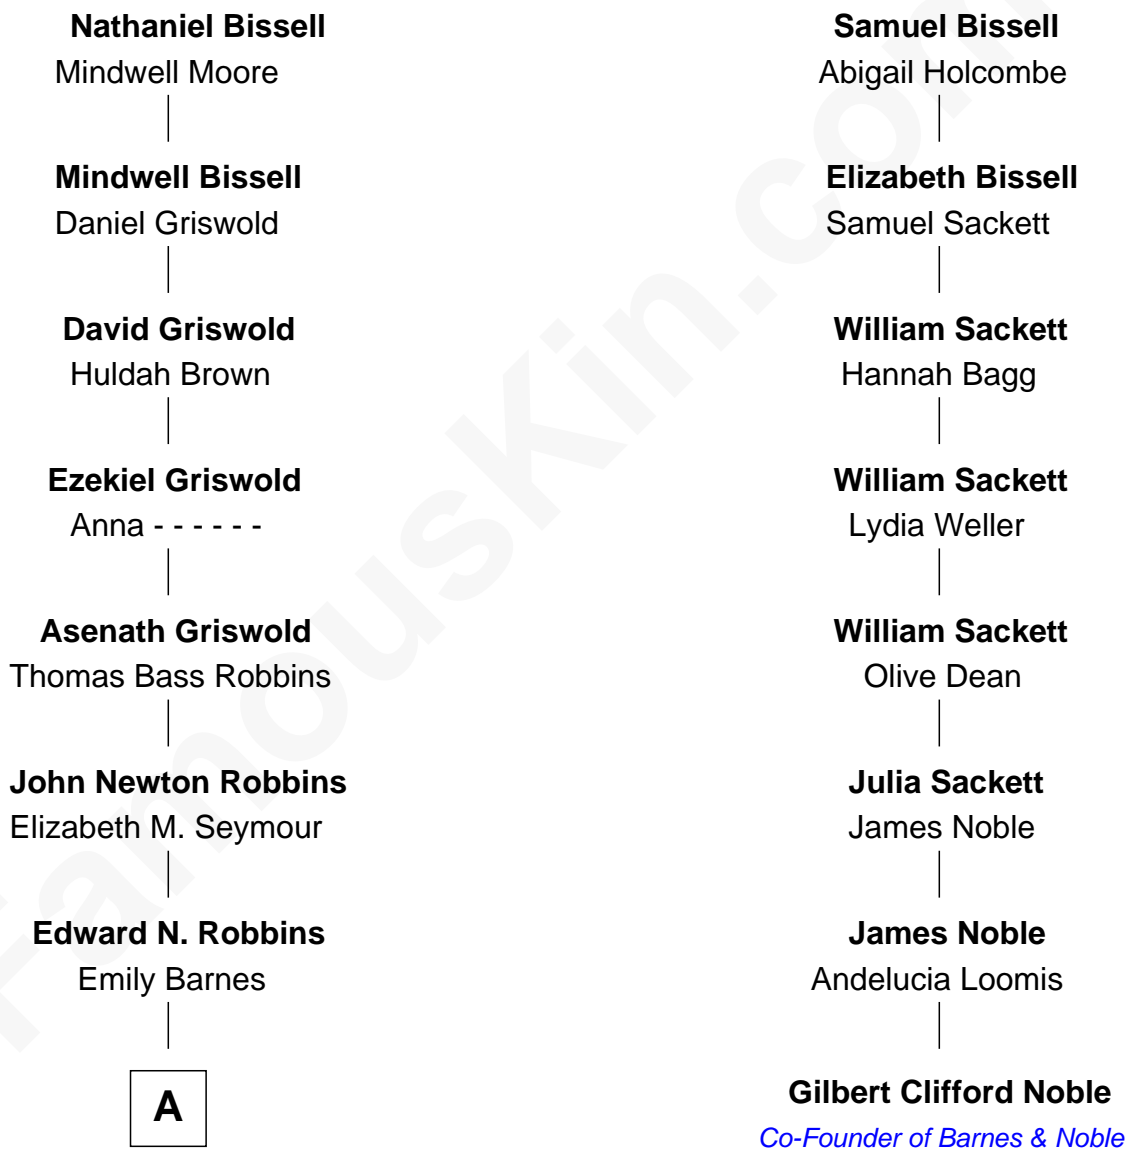 Nathaniel Bissell
Mindwell Moore
Mindwell Bissell
Daniel Griswold
David Griswold
Huldah Brown
Ezekiel Griswold
Anna - - - - - -
Asenath Griswold
Thomas Bass Robbins
John Newton Robbins
Elizabeth M. Seymour
Edward N. Robbins
Emily Barnes
A
Samuel Bissell
Abigail Holcombe
Elizabeth Bissell
Samuel Sackett
William Sackett
Hannah Bagg
William Sackett
Lydia Weller
William Sackett
Olive Dean
Julia Sackett
James Noble
James Noble
Andelucia Loomis
Gilbert Clifford Noble
Co-Founder of Barnes & Noble
FamousKin.com